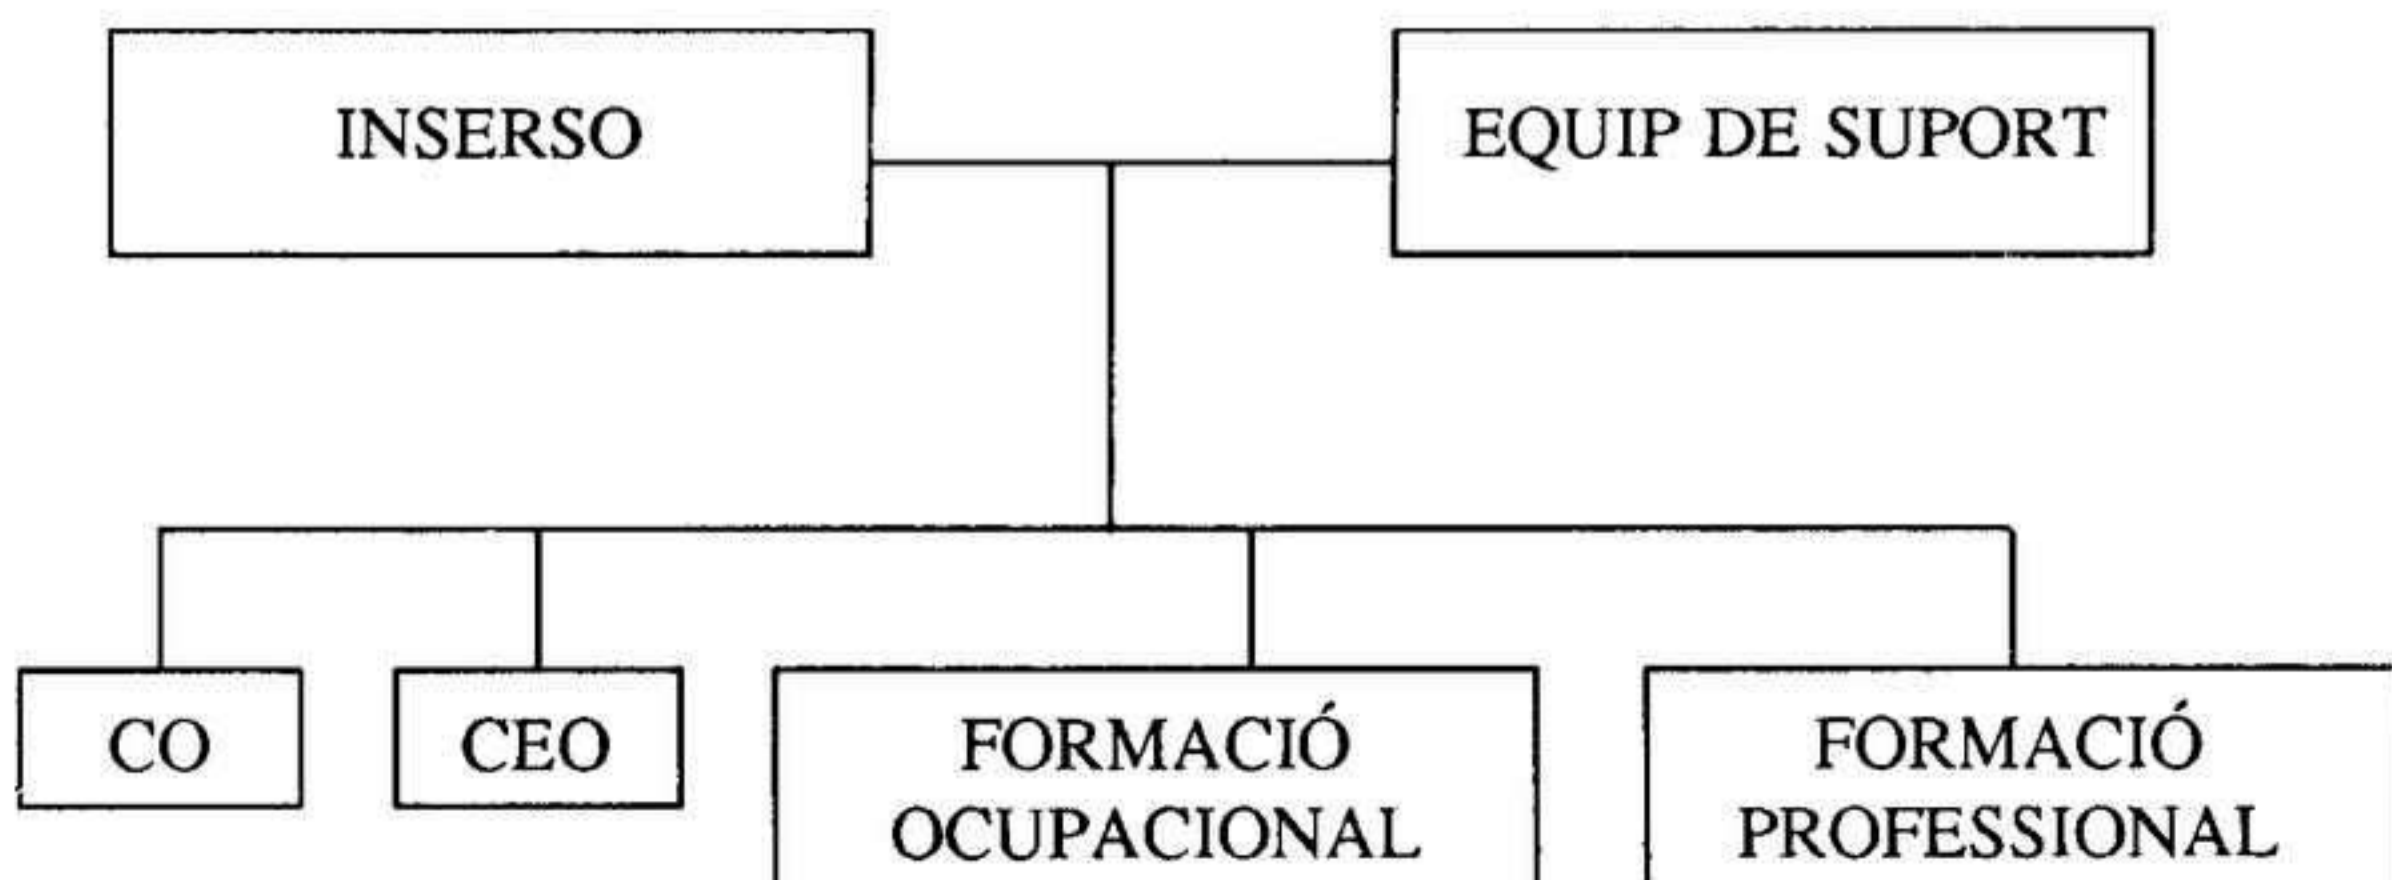 INSERSO
EQUIP DE SUPORT
CO
CEO
FORMACIÓ
OCUPACIONAL
FORMACIÓ
PROFESSIONAL